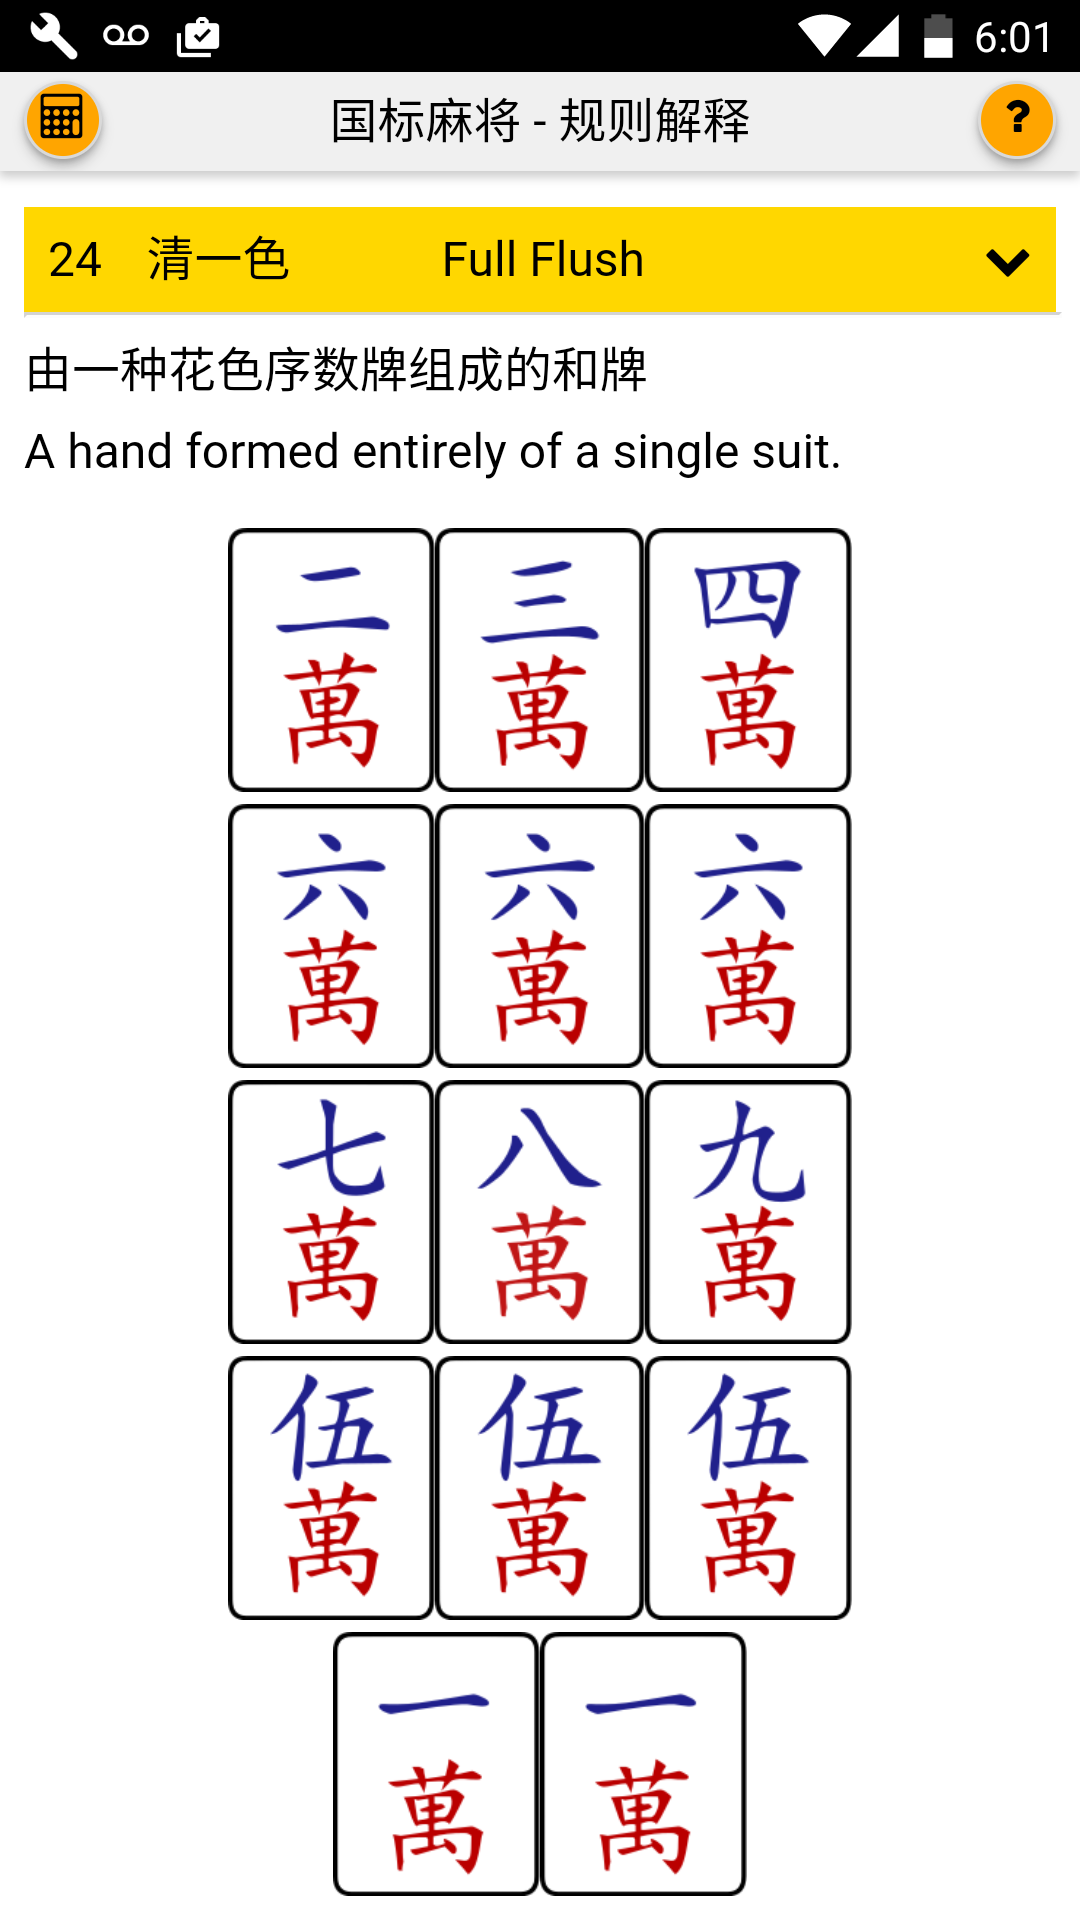 6:01
国标麻将 - 规则解释
?
24 清一色 Full Flush
由一种花色序数牌组成的和牌
A hand formed entirely of a single suit.
二 三 四
萬 萬 萬
六 六 六
萬 萬 萬
七 八 九
萬 萬 萬
伍 伍 伍
萬 萬 萬
一 一
萬 萬